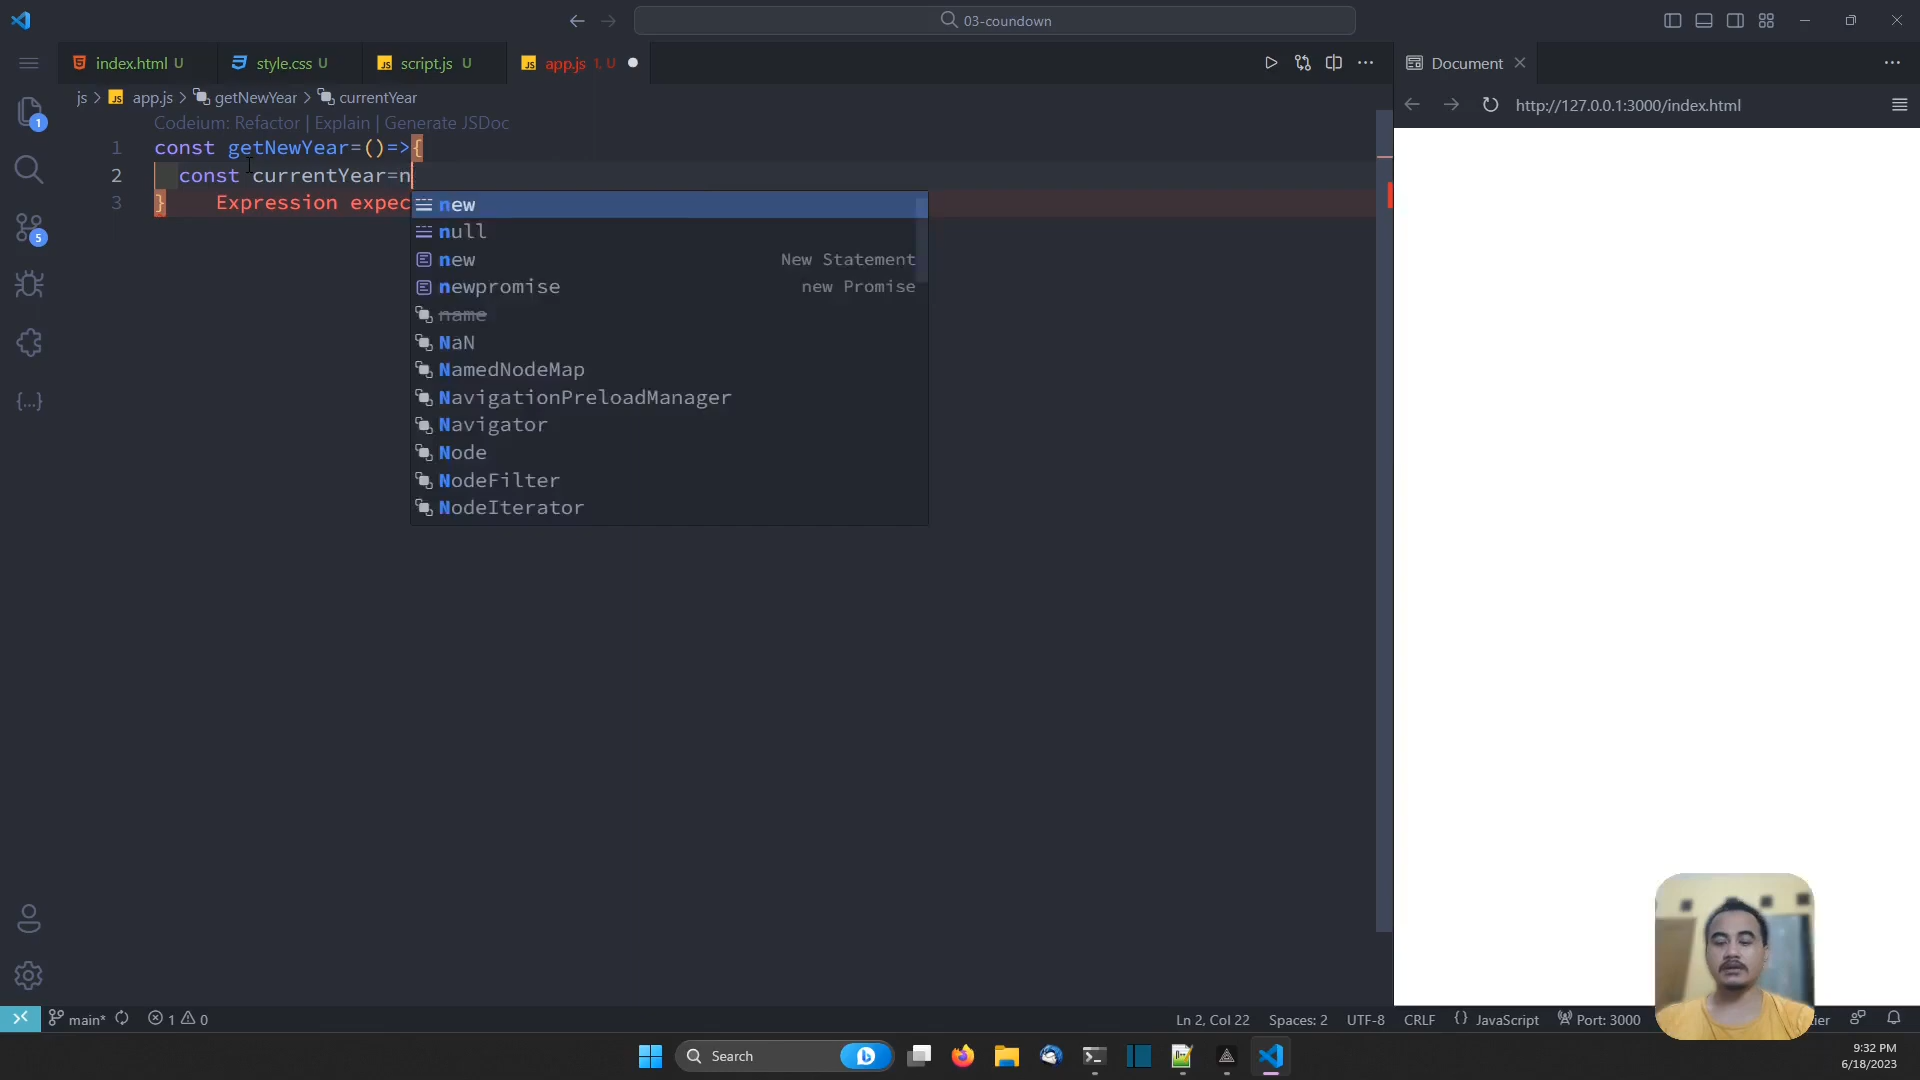 03-coundown
index.html U
style.css U
script.js U
app.js 1, U
Document
js > app.js > getNewYear > currentYear
http://127.0.0.1:3000/index.html
Codeium: Refactor | Explain | Generate JSDoc
1 const getNewYear=()=>{
2 const currentYear=n
3 } Expression expec
new
null
new New Statement
newpromise new Promise
name
NaN
NamedNodeMap
NavigationPreloadManager
Navigator
Node
NodeFilter
NodeIterator
1
5
main*
1 0
Ln 2, Col 22
Spaces: 2
UTF-8
CRLF
JavaScript
Port: 3000
Search
9:32 PM
6/18/2023